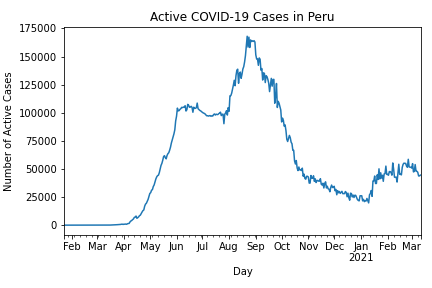 Active COVID-19 Cases in Peru
Number of Active Cases
175000
150000
125000
100000
75000
50000
25000
0
Feb Mar Apr May Jun Jul Aug Sep Oct Nov Dec Jan Feb Mar
2021
Day